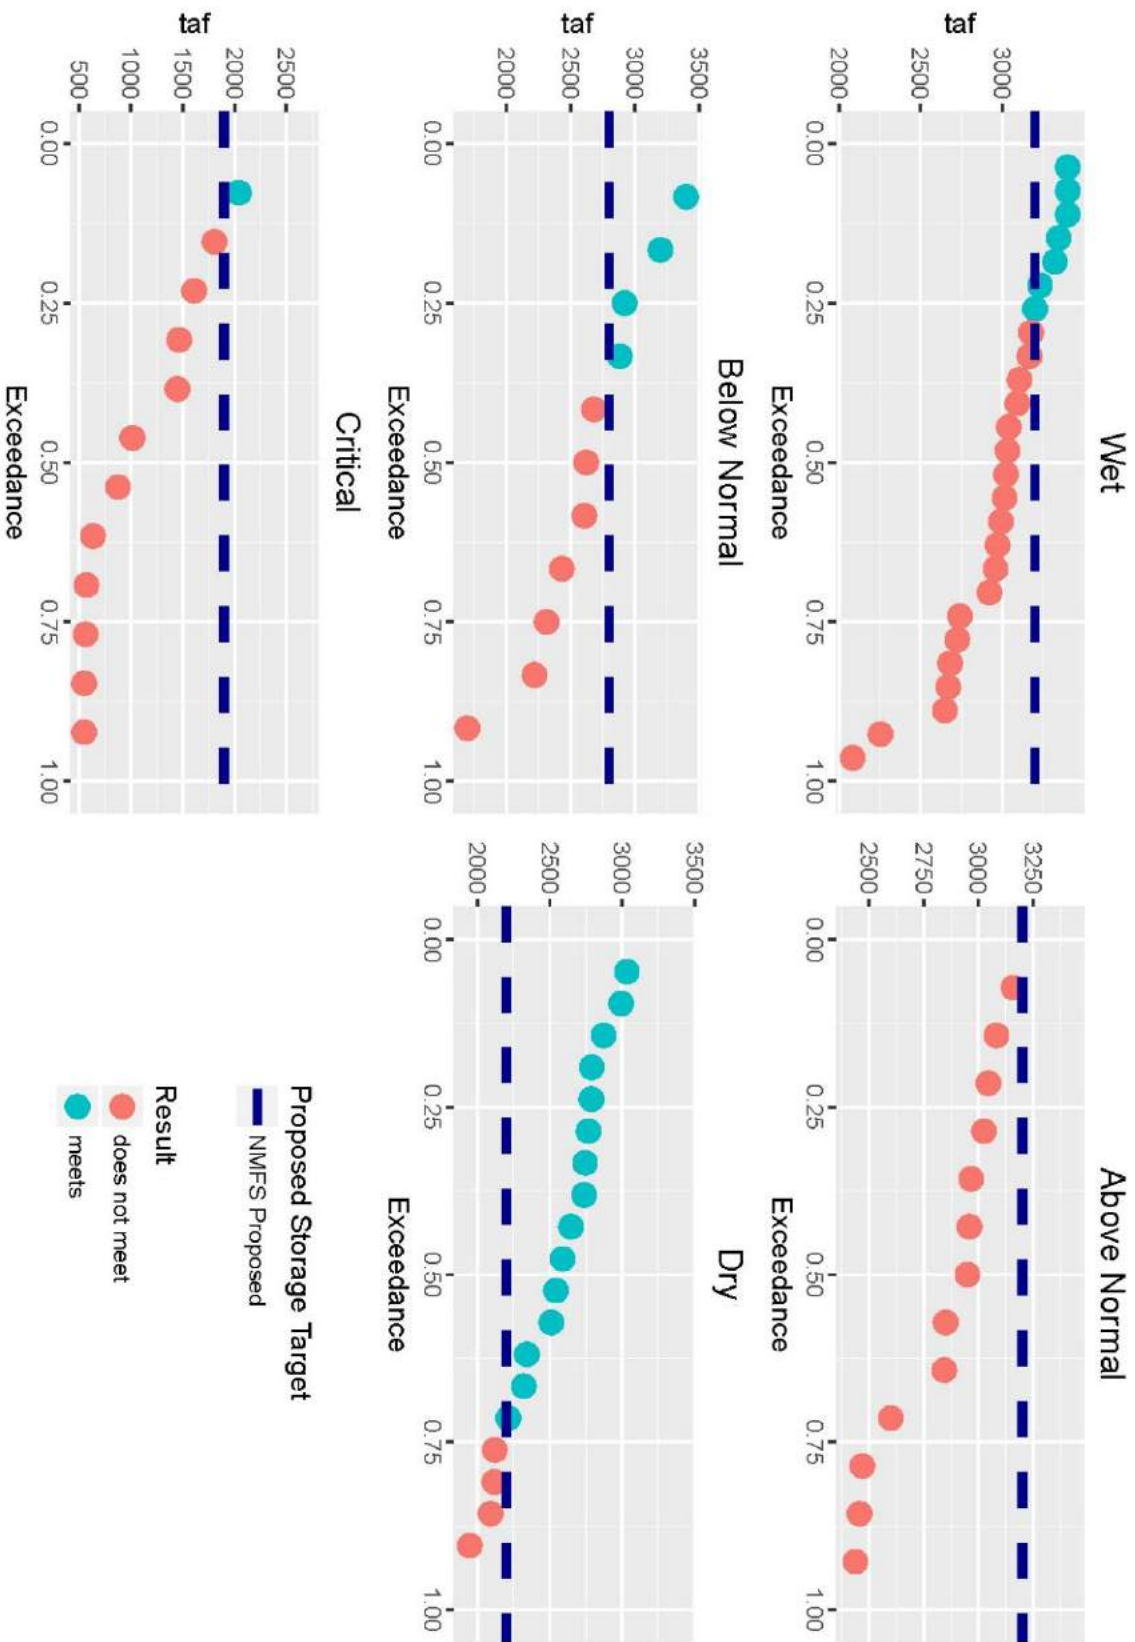 Wet
taf
3000
2500
2000
0.00 0.25 0.50 0.75 1.00
Exceedance
Above Normal
3250
3000
2750
2500
0.00 0.25 0.50 0.75 1.00
Exceedance
Below Normal
taf
3500
3000
2500
2000
0.00 0.25 0.50 0.75 1.00
Exceedance
Dry
3500
3000
2500
2000
0.00 0.25 0.50 0.75 1.00
Exceedance
Critical
taf
2500
2000
1500
1000
500
0.00 0.25 0.50 0.75 1.00
Exceedance
Proposed Storage Target
NMFS Proposed
Result
does not meet
meets